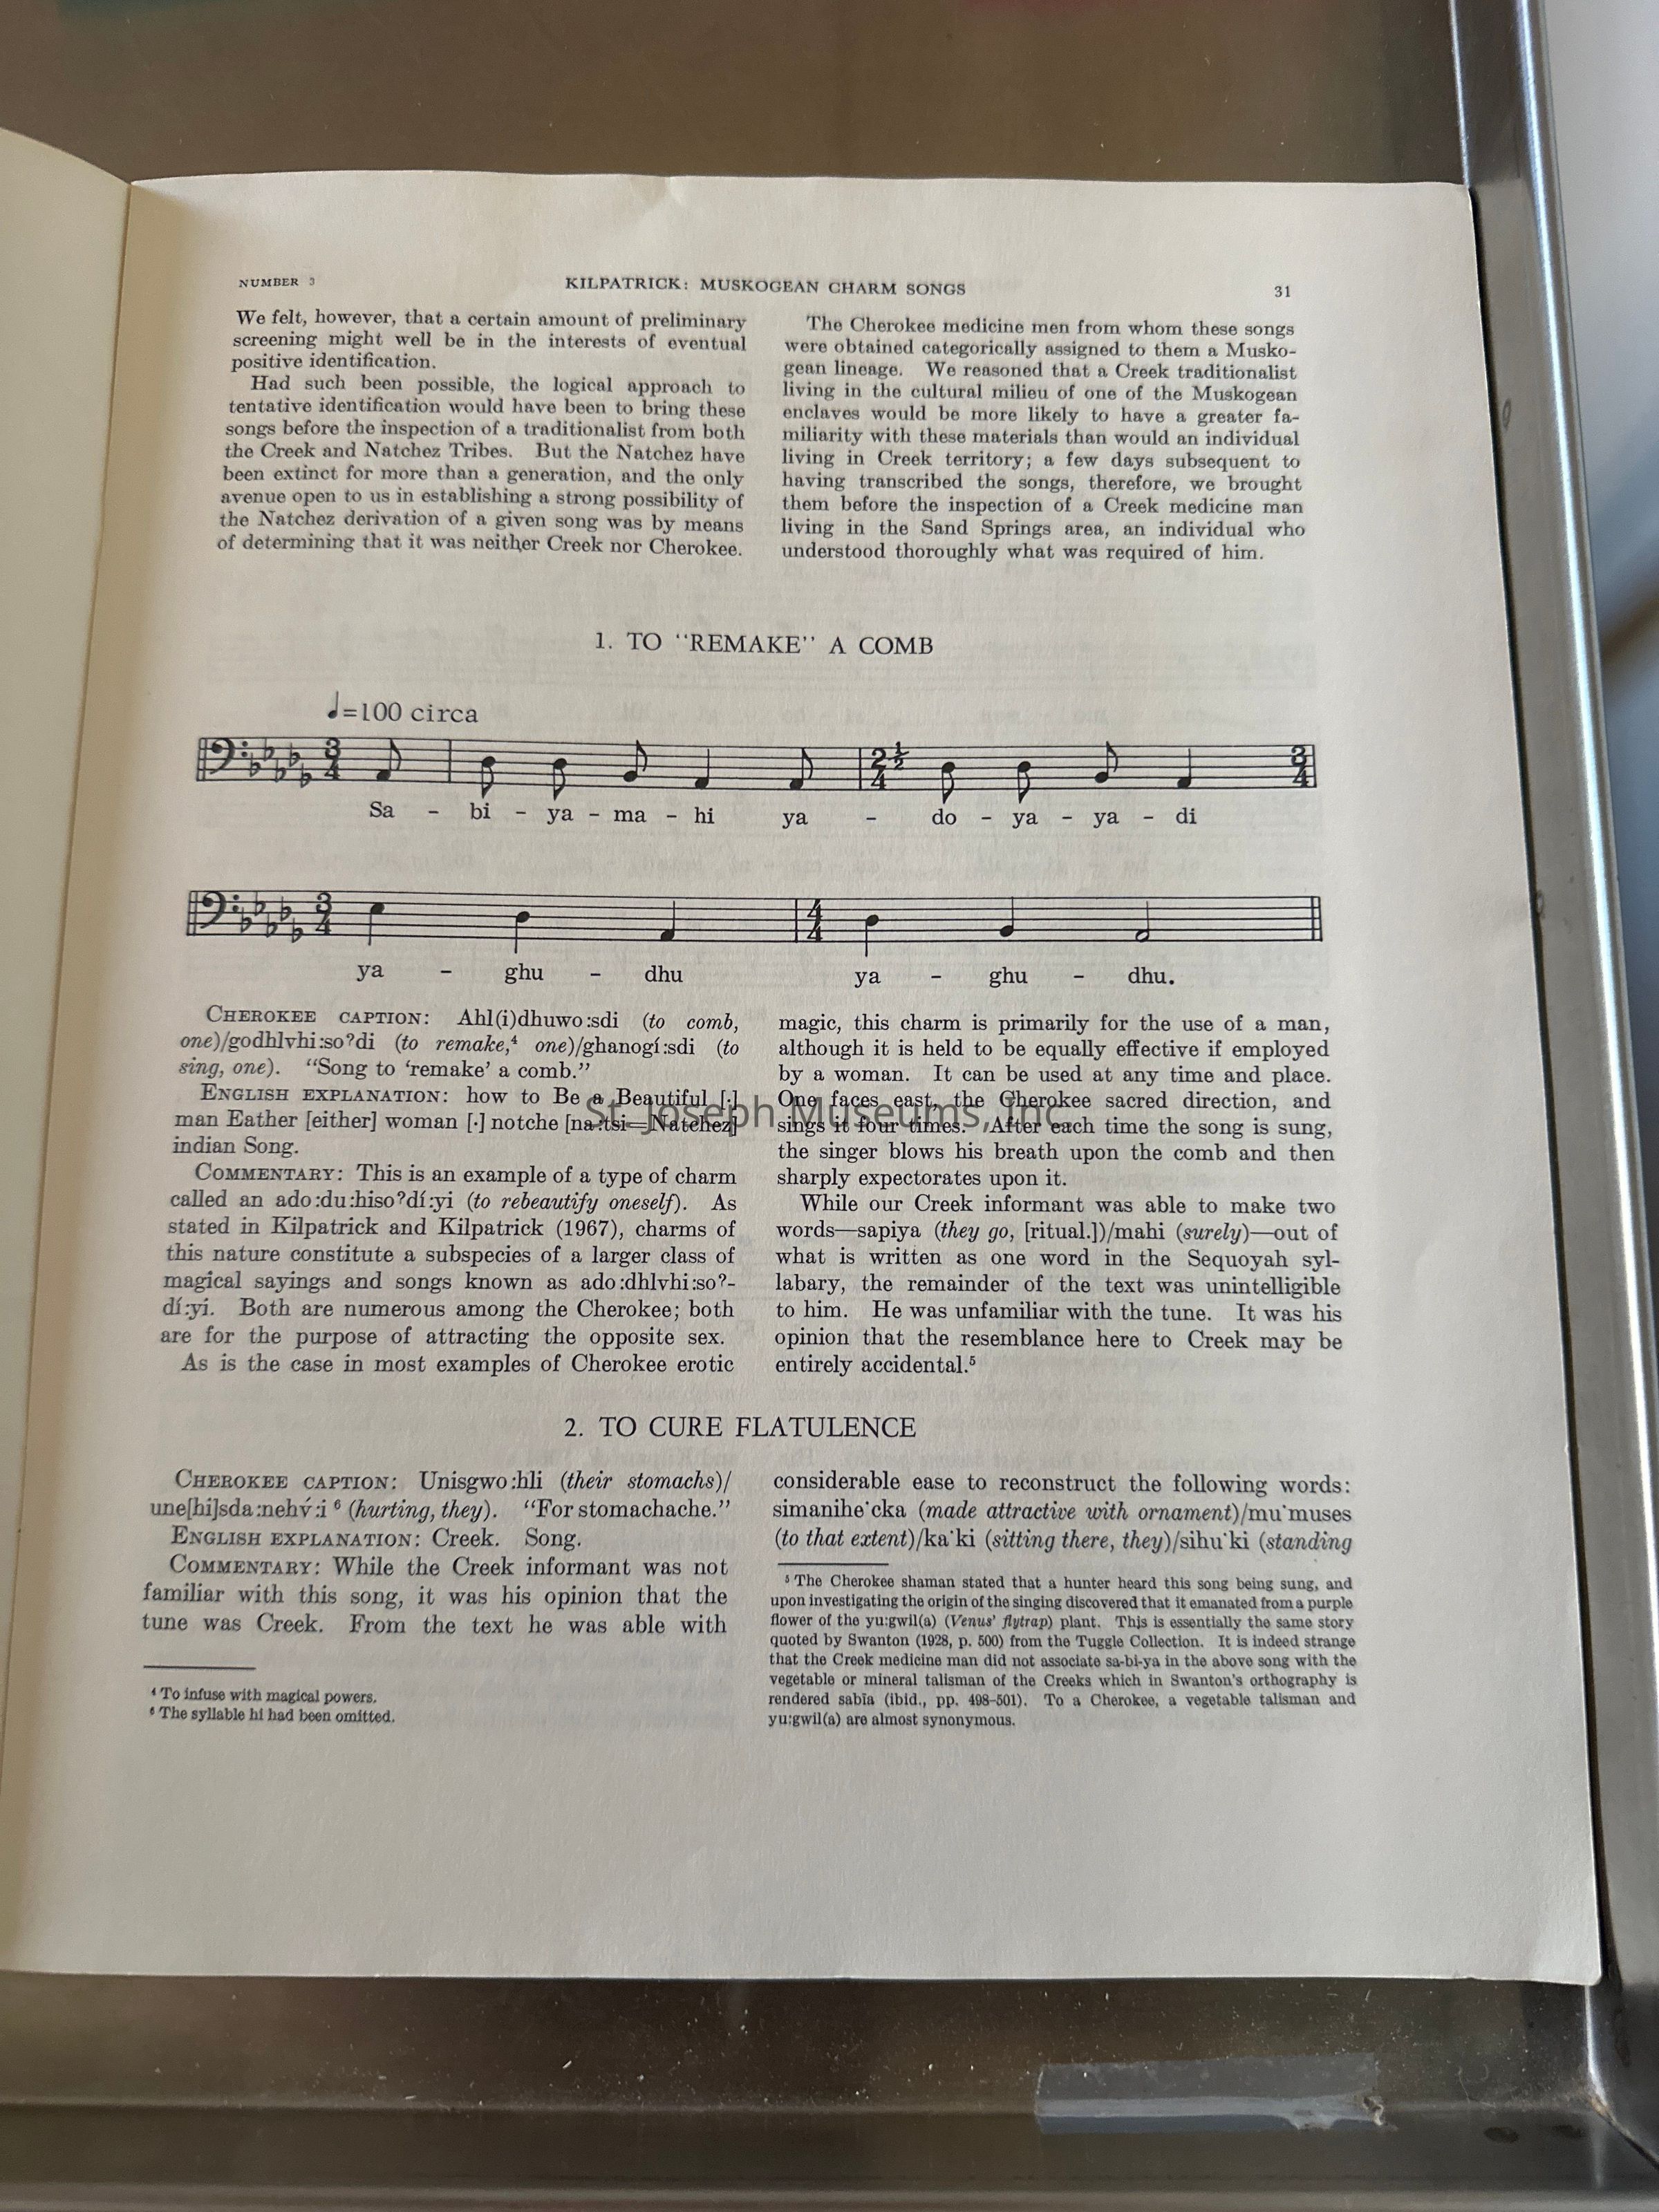 NUMBER 3
KILPATRICK: MUSKOGEAN CHARM SONGS
31
We felt, however, that a certain amount of preliminary
screening might well be in the interests of eventual
positive identification.
Had such been possible, the logical approach to
tentative identification would have been to bring these
songs before the inspection of a traditionalist from both
the Creek and Natchez Tribes. But the Natchez have
been extinct for more than a generation, and the only
avenue open to us in establishing a strong possibility of
the Natchez derivation of a given song was by means
of determining that it was neither Creek nor Cherokee.
The Cherokee medicine men from whom these songs
were obtained categorically assigned to them a Musko-
gean lineage. We reasoned that a Creek traditionalist
living in the cultural milieu of one of the Muskogean
enclaves would be more likely to have a greater fa-
miliarity with these materials than would an individual
living in Creek territory; a few days subsequent to
having transcribed the songs, therefore, we brought
them before the inspection of a Creek medicine man
living in the Sand Springs area, an individual who
understood thoroughly what was required of him.
1. TO "REMAKE" A COMB
♩=100 circa
3/4 2½/4 3/4
Sa - bi - ya - ma - hi ya - do - ya - ya - di
3/4 4/4
ya - ghu - dhu ya - ghu - dhu.
CHEROKEE CAPTION: Ahl(i)dhuwo:sdi (to comb,
one)/godhlvhi:so?di (to remake,⁴ one)/ghanogí:sdi (to
sing, one). "Song to 'remake' a comb."
ENGLISH EXPLANATION: how to Be a Beautiful [·]
man Eather [either] woman [·] notche [na:tsi=Natchez]
indian Song.
COMMENTARY: This is an example of a type of charm
called an ado:du:hiso?dí:yi (to rebeautify oneself). As
stated in Kilpatrick and Kilpatrick (1967), charms of
this nature constitute a subspecies of a larger class of
magical sayings and songs known as ado:dhlvhi:so?-
dí:yi. Both are numerous among the Cherokee; both
are for the purpose of attracting the opposite sex.
As is the case in most examples of Cherokee erotic
magic, this charm is primarily for the use of a man,
although it is held to be equally effective if employed
by a woman. It can be used at any time and place.
One faces east, the Cherokee sacred direction, and
sings it four times. After each time the song is sung,
the singer blows his breath upon the comb and then
sharply expectorates upon it.
While our Creek informant was able to make two
words—sapiya (they go, [ritual.])/mahi (surely)—out of
what is written as one word in the Sequoyah syl-
labary, the remainder of the text was unintelligible
to him. He was unfamiliar with the tune. It was his
opinion that the resemblance here to Creek may be
entirely accidental.⁵
St. Joseph Museums, Inc.
2. TO CURE FLATULENCE
CHEROKEE CAPTION: Unisgwo:hli (their stomachs)/
une[hi]sda:nehv́:i ⁶ (hurting, they). "For stomachache."
ENGLISH EXPLANATION: Creek. Song.
COMMENTARY: While the Creek informant was not
familiar with this song, it was his opinion that the
tune was Creek. From the text he was able with
⁴ To infuse with magical powers.
⁶ The syllable hi had been omitted.
considerable ease to reconstruct the following words:
simanihe˙cka (made attractive with ornament)/mu˙muses
(to that extent)/ka˙ki (sitting there, they)/sihu˙ki (standing
⁵ The Cherokee shaman stated that a hunter heard this song being sung, and
upon investigating the origin of the singing discovered that it emanated from a purple
flower of the yu:gwil(a) (Venus' flytrap) plant. This is essentially the same story
quoted by Swanton (1928, p. 500) from the Tuggle Collection. It is indeed strange
that the Creek medicine man did not associate sa-bi-ya in the above song with the
vegetable or mineral talisman of the Creeks which in Swanton's orthography is
rendered sabīa (ibid., pp. 498–501). To a Cherokee, a vegetable talisman and
yu:gwil(a) are almost synonymous.